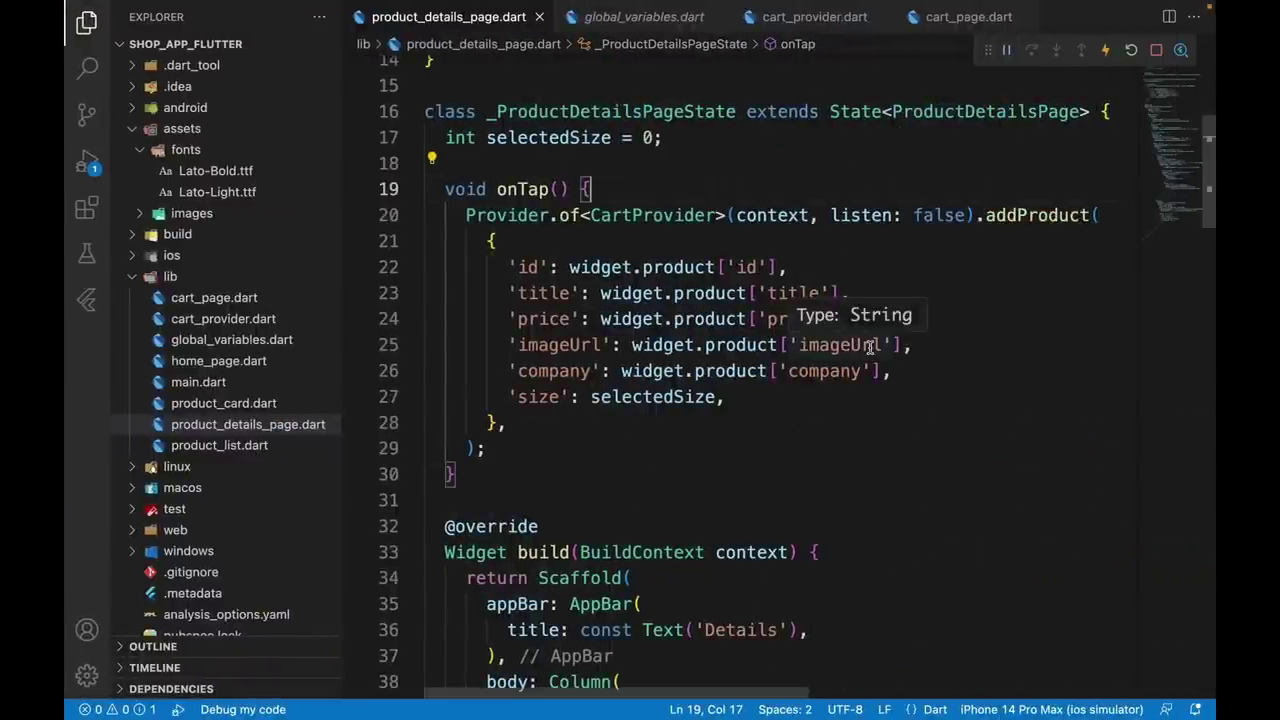 product_details_page.dart
global_variables.dart
cart_provider.dart
cart_page.dart
lib > product_details_page.dart > _ProductDetailsPageState > onTap
EXPLORER
SHOP_APP_FLUTTER
.dart_tool
.idea
android
assets
fonts
Aa Lato-Bold.ttf
Aa Lato-Light.ttf
images
build
ios
lib
cart_page.dart
cart_provider.dart
global_variables.dart
home_page.dart
main.dart
product_card.dart
product_details_page.dart
product_list.dart
linux
macos
test
web
windows
.gitignore
.metadata
analysis_options.yaml
OUTLINE
TIMELINE
DEPENDENCIES
1
14 }
15
16 class _ProductDetailsPageState extends State<ProductDetailsPage> {
17 int selectedSize = 0;
18
19 void onTap() {
20 Provider.of<CartProvider>(context, listen: false).addProduct(
21 {
22 'id': widget.product['id'],
23 'title': widget.product['title'],
24 'price': widget.product['pr
Type: String
25 'imageUrl': widget.product['imageUrl'],
26 'company': widget.product['company'],
27 'size': selectedSize,
28 },
29 );
30 }
31
32 @override
33 Widget build(BuildContext context) {
34 return Scaffold(
35 appBar: AppBar(
36 title: const Text('Details'),
37 ), // AppBar
38 body: Column(
0 0 1 Debug my code
Ln 19, Col 17 Spaces: 2 UTF-8 LF {} Dart iPhone 14 Pro Max (ios simulator)